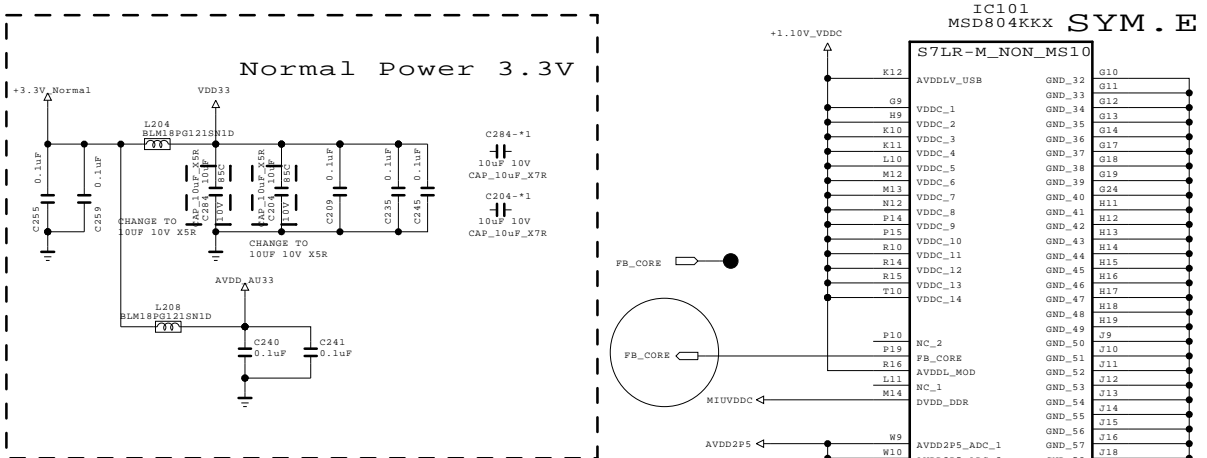 IC101
MSD804KKX
SYM.E
Normal Power 3.3V
+3.3V_Normal
L204
BLM18PG121SN1D
VDD33
C255
0.1uF
C259
0.1uF
CHANGE TO
10UF 10V X5R
CAP_10uF_X5R
C284
10uF
10V
85C
CAP_10uF_X5R
C204
10uF
10V
85C
CHANGE TO
10UF 10V X5R
C209
0.1uF
C235
0.1uF
C245
0.1uF
C284-*1
10uF 10V
CAP_10uF_X7R
C204-*1
10uF 10V
CAP_10uF_X7R
AVDD_AU33
L208
BLM18PG121SN1D
C240
0.1uF
C241
0.1uF
+1.10V_VDDC
FB_CORE
FB_CORE
MIUVDDC
AVDD2P5
S7LR-M_NON_MS10
K12 AVDDLV_USB GND_32 G10
GND_33 G11
G9 VDDC_1 GND_34 G12
H9 VDDC_2 GND_35 G13
K10 VDDC_3 GND_36 G14
K11 VDDC_4 GND_37 G17
L10 VDDC_5 GND_38 G18
M12 VDDC_6 GND_39 G19
M13 VDDC_7 GND_40 G24
N12 VDDC_8 GND_41 H11
P14 VDDC_9 GND_42 H12
P15 VDDC_10 GND_43 H13
R10 VDDC_11 GND_44 H14
R14 VDDC_12 GND_45 H15
R15 VDDC_13 GND_46 H16
T10 VDDC_14 GND_47 H17
GND_48 H18
GND_49 H19
P10 NC_2 GND_50 J9
P19 FB_CORE GND_51 J10
R16 AVDDL_MOD GND_52 J11
L11 NC_1 GND_53 J12
M14 DVDD_DDR GND_54 J13
GND_55 J14
GND_56 J15
W9 AVDD2P5_ADC_1 GND_57 J16
W10 J18